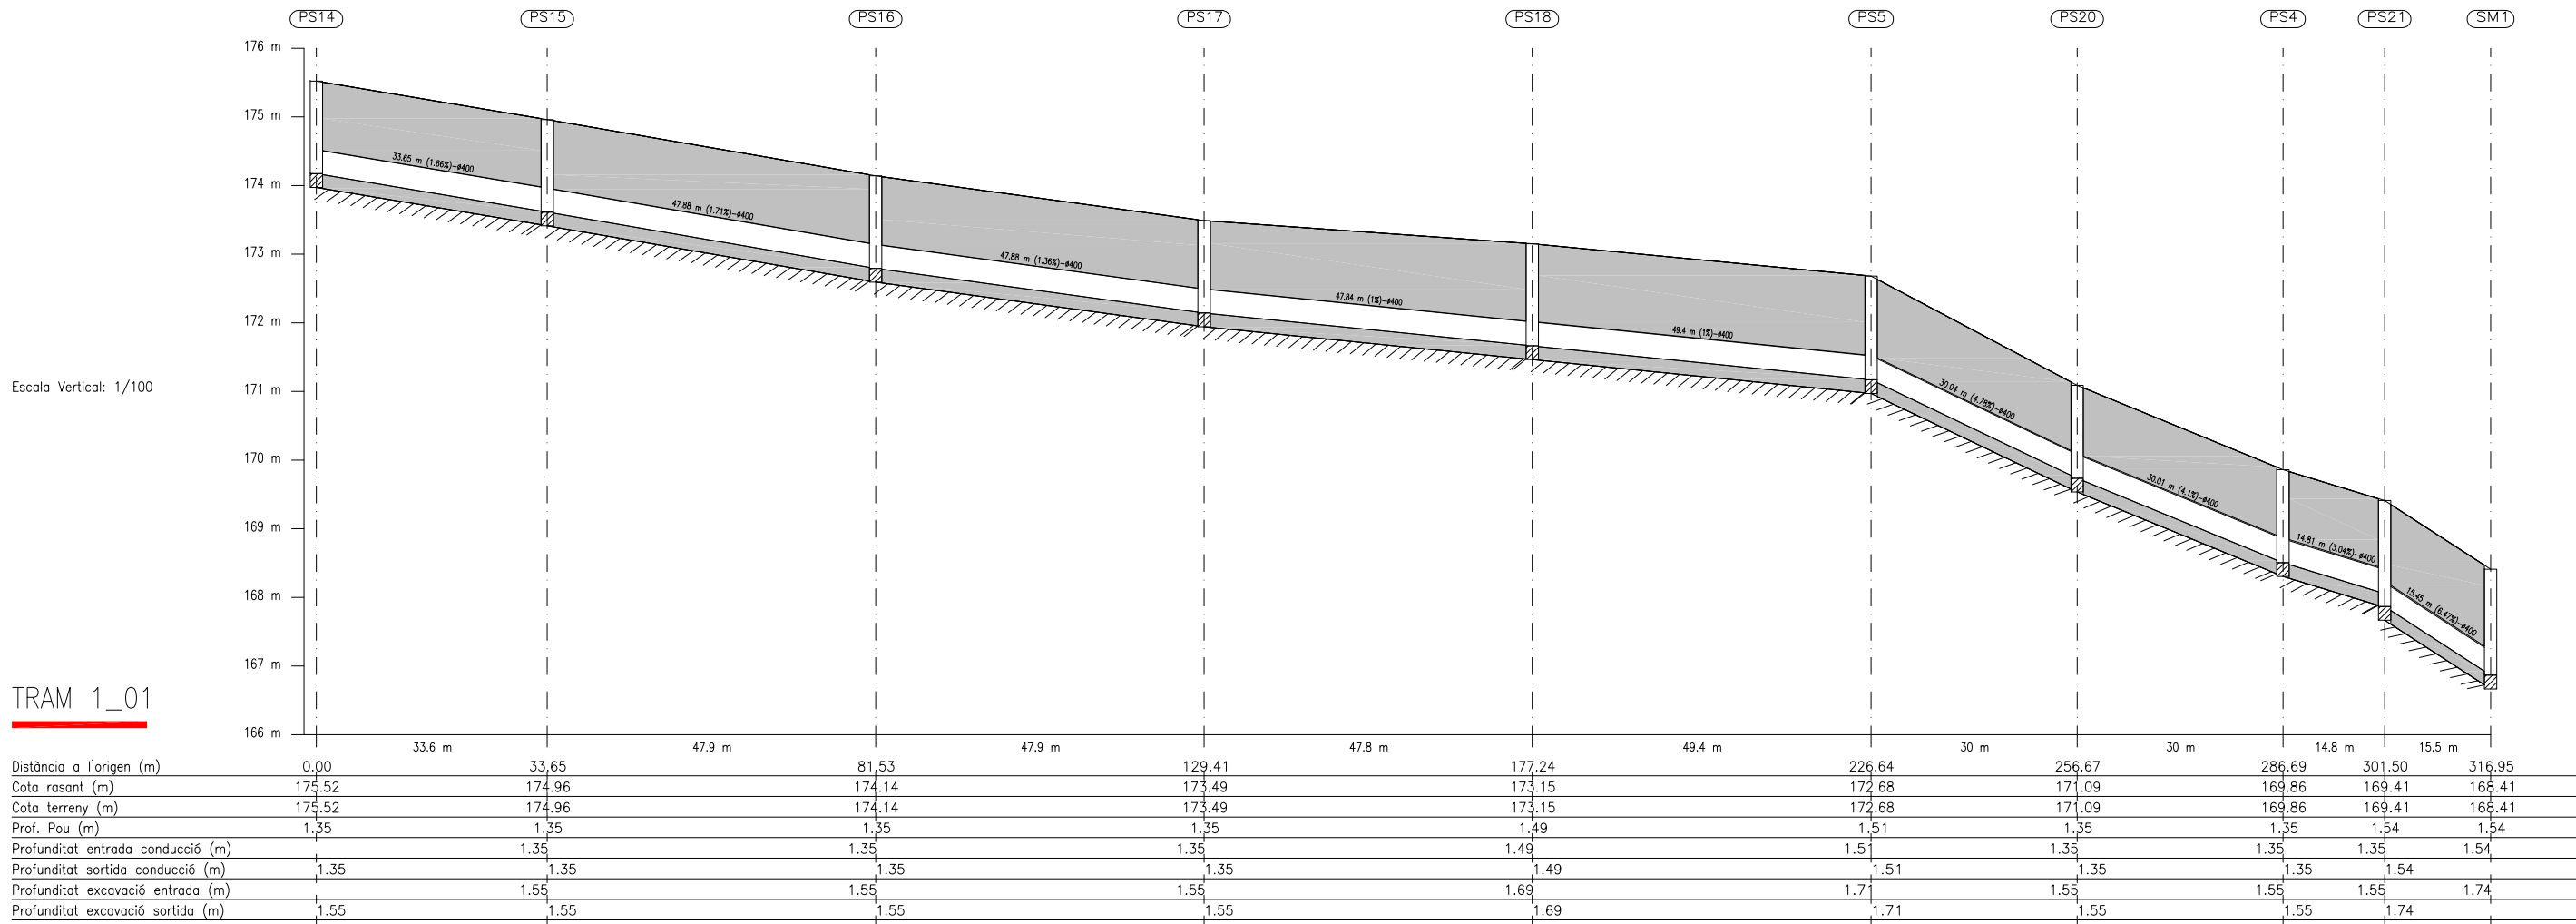 PS14 PS15 PS16 PS17 PS18 PS5 PS20 PS4 PS21 SM1
176 m
175 m
33.65 m (1.66%)-ø400
174 m
47.88 m (1.71%)-ø400
173 m
47.88 m (1.36%)-ø400
172 m
47.84 m (1%)-ø400
49.4 m (1%)-ø400
Escala Vertical: 1/100
171 m
30.04 m (4.78%)-ø400
170 m
30.01 m (4.1%)-ø400
169 m
14.81 m (3.04%)-ø400
168 m
15.45 m (6.47%)-ø400
167 m
TRAM 1_01
166 m
33.6 m 47.9 m 47.9 m 47.8 m 49.4 m 30 m 30 m 14.8 m 15.5 m
Distància a l'origen (m) 0.00 33.65 81.53 129.41 177.24 226.64 256.67 286.69 301.50 316.95
Cota rasant (m) 175.52 174.96 174.14 173.49 173.15 172.68 171.09 169.86 169.41 168.41
Cota terreny (m) 175.52 174.96 174.14 173.49 173.15 172.68 171.09 169.86 169.41 168.41
Prof. Pou (m) 1.35 1.35 1.35 1.35 1.49 1.51 1.35 1.35 1.54 1.54
Profunditat entrada conducció (m) 1.35 1.35 1.35 1.49 1.51 1.35 1.35 1.35 1.54
Profunditat sortida conducció (m) 1.35 1.35 1.35 1.35 1.49 1.51 1.35 1.35 1.54
Profunditat excavació entrada (m) 1.55 1.55 1.55 1.69 1.71 1.55 1.55 1.55 1.74
Profunditat excavació sortida (m) 1.55 1.55 1.55 1.55 1.69 1.71 1.55 1.55 1.74